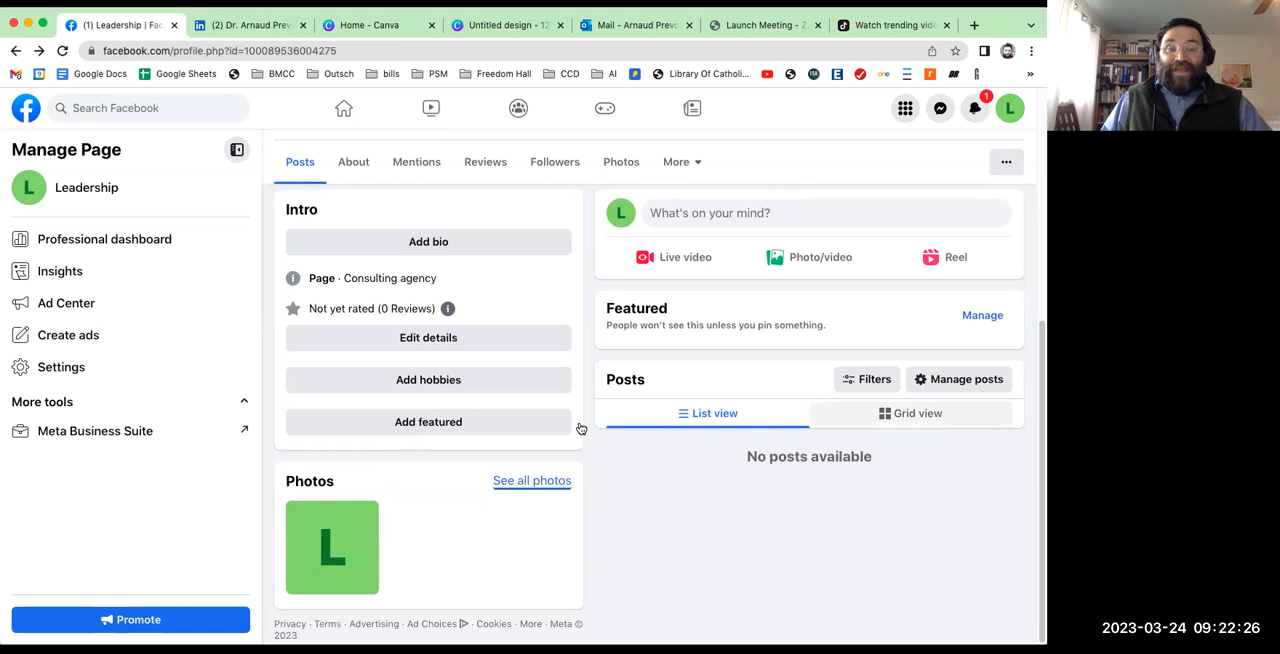 (1) Leadership | Fac
(2) Dr. Arnaud Prev
Home - Canva
Untitled design - 12
Mail - Arnaud Prevo
Launch Meeting - Z
Watch trending vide
facebook.com/profile.php?id=100089536004275
Google Docs
Google Sheets
BMCC
Outsch
bills
PSM
Freedom Hall
CCD
AI
Library Of Catholi...
Search Facebook
1
L
Manage Page
L
Leadership
Professional dashboard
Insights
Ad Center
Create ads
Settings
More tools
Meta Business Suite
Promote
Posts
About
Mentions
Reviews
Followers
Photos
More
Intro
Add bio
Page · Consulting agency
Not yet rated (0 Reviews)
Edit details
Add hobbies
Add featured
Photos
See all photos
L
Privacy · Terms · Advertising · Ad Choices · Cookies · More · Meta ©
2023
L
What's on your mind?
Live video
Photo/video
Reel
Featured
Manage
People won't see this unless you pin something.
Posts
Filters
Manage posts
List view
Grid view
No posts available
2023-03-24 09:22:26